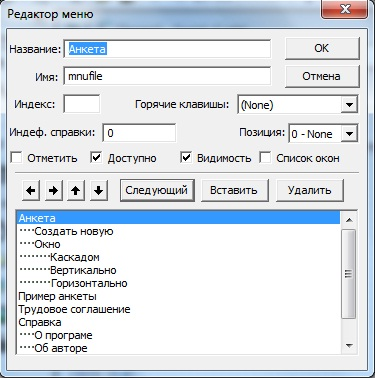 Редактор меню
Название: Анкета OK
Имя: mnufile Отмена
Индекс: Горячие клавишы: (None)
Индеф. справки: 0 Позиция: 0 - None
Отметить Доступно Видимость Список окон
Следующий Вставить Удалить
Анкета
····Создать новую
····Окно
········Каскадом
········Вертикально
········Горизонтально
Пример анкеты
Трудовое соглашение
Справка
····О програме
····Об авторе